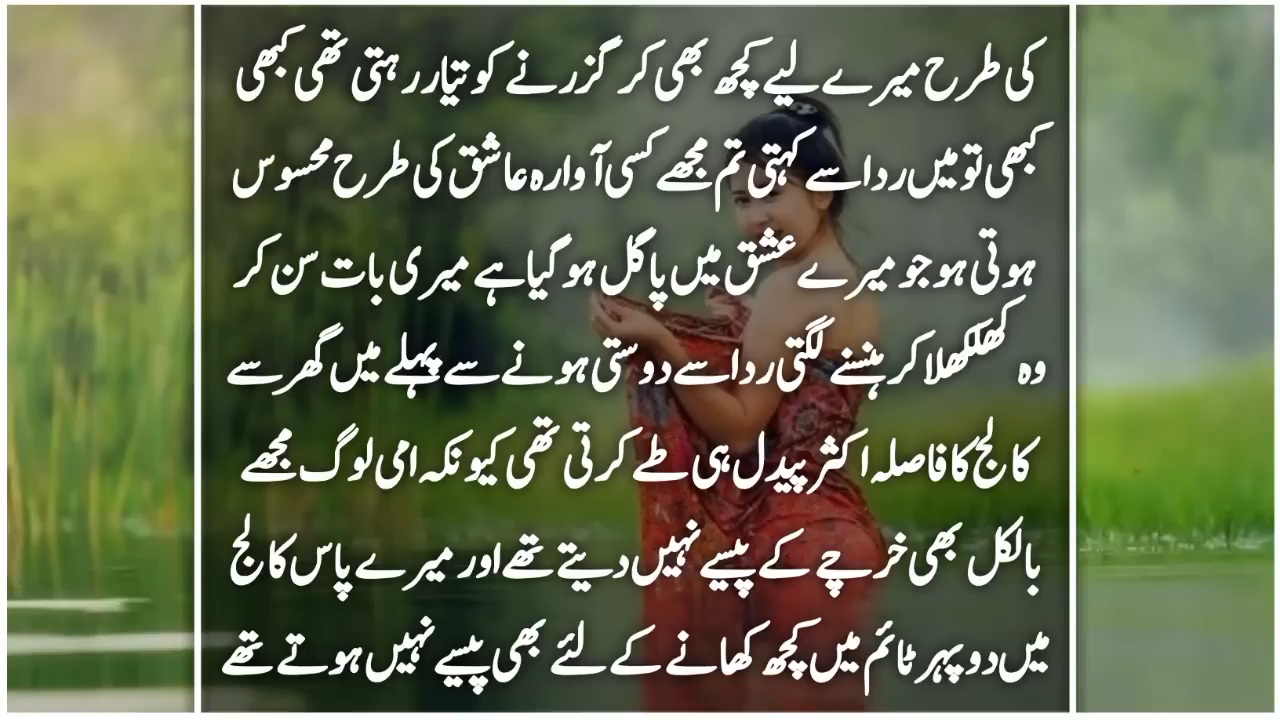 کی طرح میرے لیے کچھ بھی کر گزرنے کو تیار رہتی تھی کبھی
کبھی تو میں ردا سے کہتی تم مجھے کسی آوارہ عاشق کی طرح محسوس
ہوتی ہو جو میرے عشق میں پاگل ہو گیا ہے میری بات سن کر
وہ کھلکھلا کر ہنسنے لگتی ردا سے دوستی ہونے سے پہلے میں گھر سے
کالج کا فاصلہ اکثر پیدل ہی طے کرتی تھی کیونکہ امی لوگ مجھے
بالکل بھی خرچے کے پیسے نہیں دیتے تھے اور میرے پاس کالج
میں دوپہر ٹائم میں کچھ کھانے کے لئے بھی پیسے نہیں ہوتے تھے